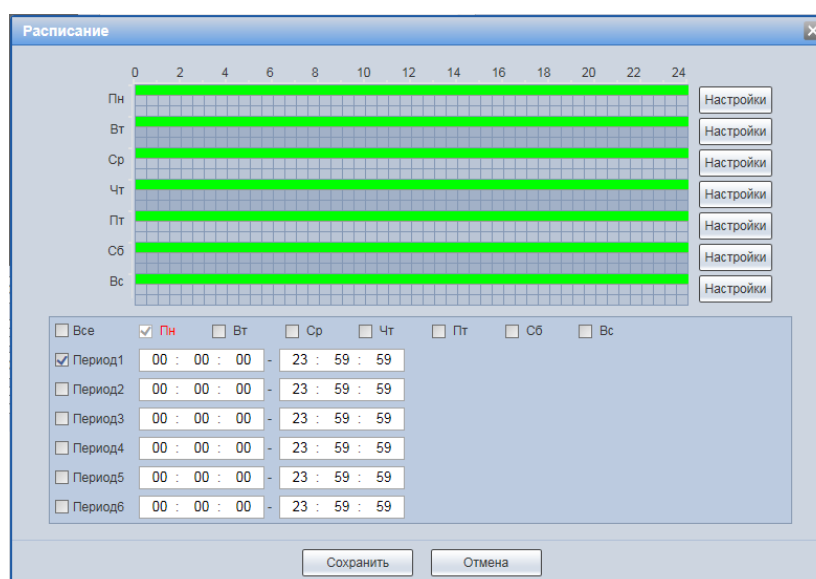 Расписание
0 2 4 6 8 10 12 14 16 18 20 22 24
Пн Настройки
Вт Настройки
Ср Настройки
Чт Настройки
Пт Настройки
Сб Настройки
Вс Настройки
Все Пн Вт Ср Чт Пт Сб Вс
Период1 00 : 00 : 00 - 23 : 59 : 59
Период2 00 : 00 : 00 - 23 : 59 : 59
Период3 00 : 00 : 00 - 23 : 59 : 59
Период4 00 : 00 : 00 - 23 : 59 : 59
Период5 00 : 00 : 00 - 23 : 59 : 59
Период6 00 : 00 : 00 - 23 : 59 : 59
Сохранить Отмена